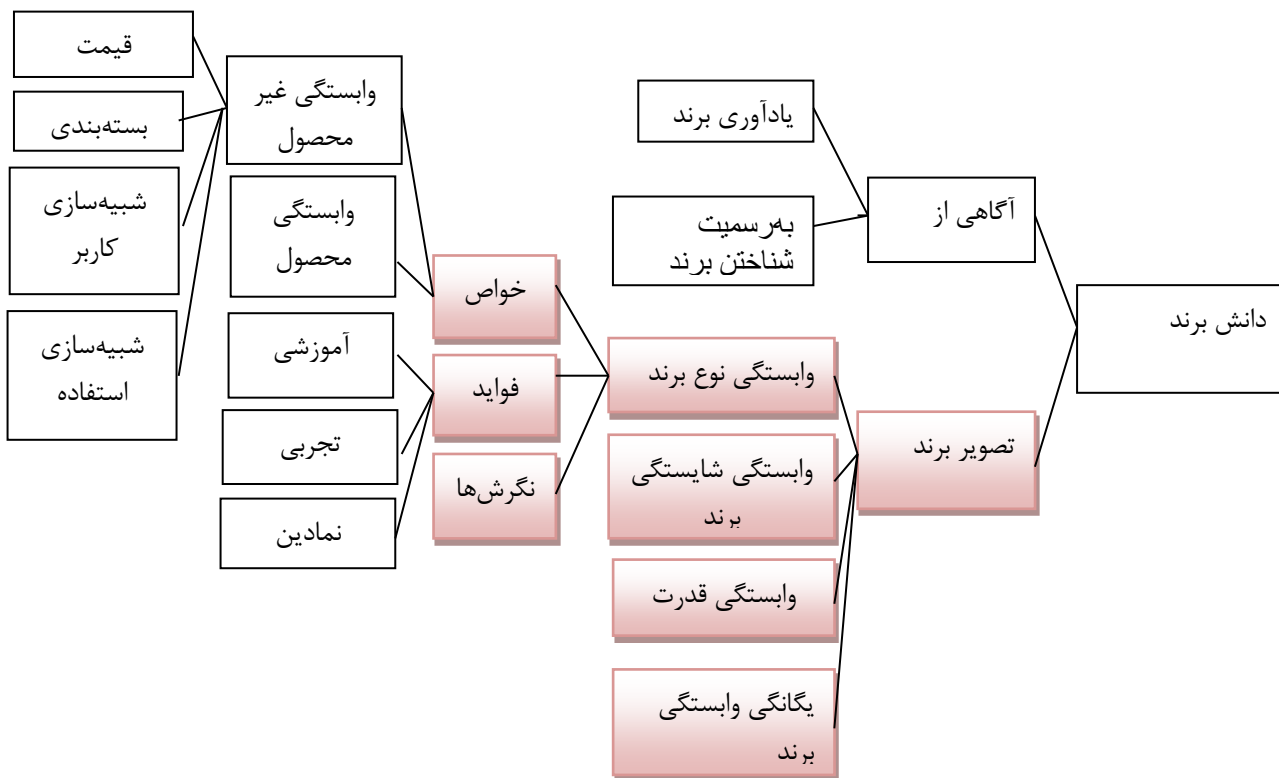 دانش برند
آگاهی از
یادآوری برند
به‌رسمیت
شناختن برند
تصویر برند
وابستگی نوع برند
وابستگی شایستگی
برند
وابستگی قدرت
یگانگی وابستگی
برند
خواص
فواید
نگرش‌ها
وابستگی غیر
محصول
وابستگی
محصول
آموزشی
تجربی
نمادین
قیمت
بسته‌بندی
شبیه‌سازی
کاربر
شبیه‌سازی
استفاده